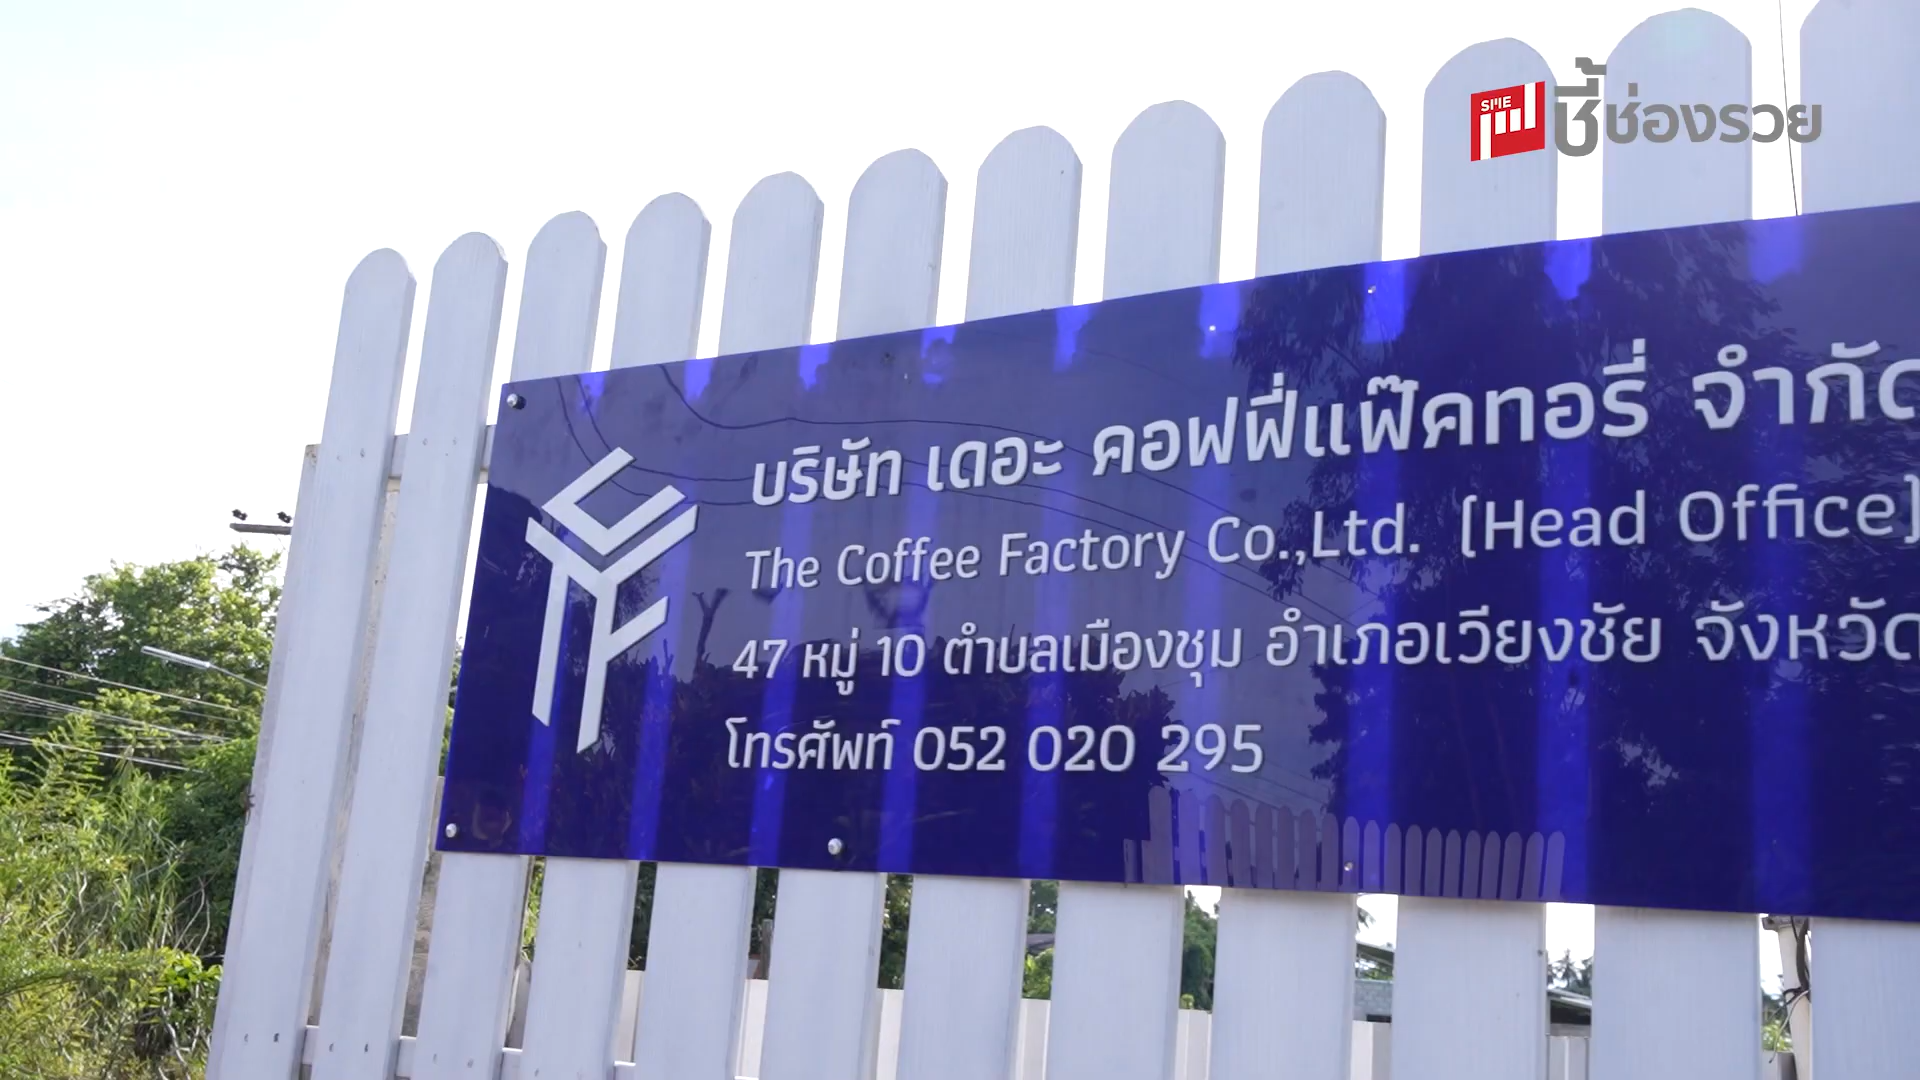 SME ชี้ช่องรวย
บริษัท เดอะ คอฟฟี่แฟ๊คทอรี่ จำกัด
The Coffee Factory Co.,Ltd. (Head Office)
47 หมู่ 10 ตำบลเมืองชุม อำเภอเวียงชัย จังหวัด
โทรศัพท์ 052 020 295